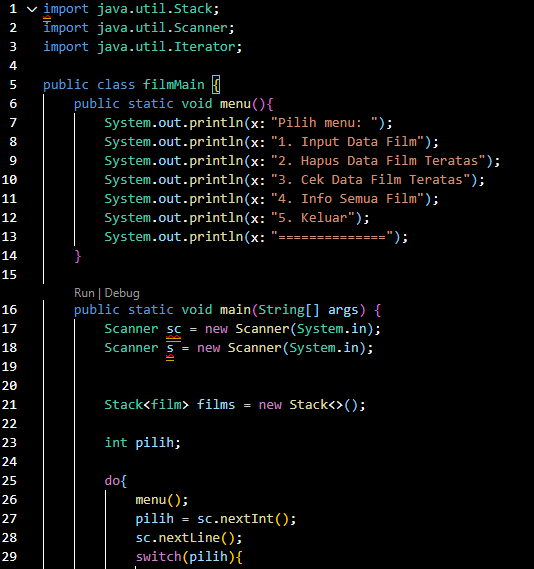 1 import java.util.Stack;
2 import java.util.Scanner;
3 import java.util.Iterator;
4
5 public class filmMain {
6 public static void menu(){
7 System.out.println(x: "Pilih menu: ");
8 System.out.println(x: "1. Input Data Film");
9 System.out.println(x: "2. Hapus Data Film Teratas");
10 System.out.println(x: "3. Cek Data Film Teratas");
11 System.out.println(x: "4. Info Semua Film");
12 System.out.println(x: "5. Keluar");
13 System.out.println(x: "==============");
14 }
15
Run | Debug
16 public static void main(String[] args) {
17 Scanner sc = new Scanner(System.in);
18 Scanner s = new Scanner(System.in);
19
20
21 Stack<film> films = new Stack<>();
22
23 int pilih;
24
25 do{
26 menu();
27 pilih = sc.nextInt();
28 sc.nextLine();
29 switch(pilih){